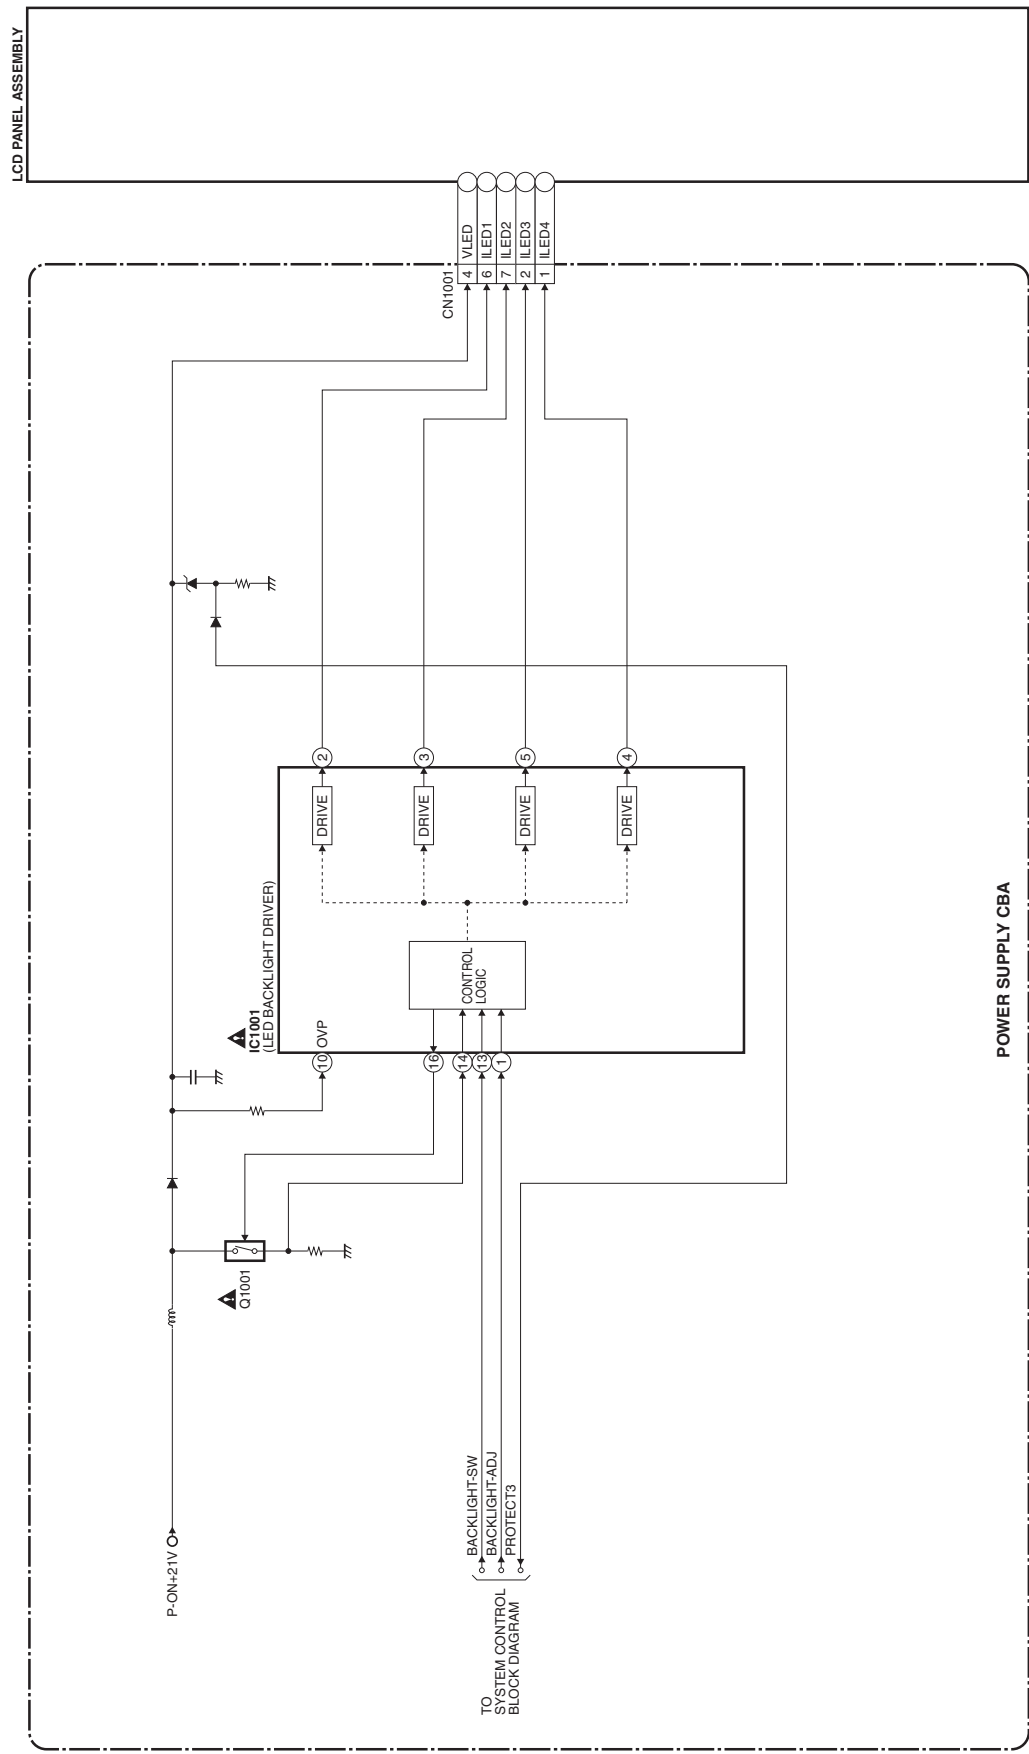 LCD PANEL ASSEMBLY
CN1001
4 VLED
6 ILED1
7 ILED2
2 ILED3
1 ILED4
2
3
5
4
DRIVE
DRIVE
DRIVE
DRIVE
IC1001
(LED BACKLIGHT DRIVER)
CONTROL
LOGIC
10 OVP
16
14
13
1
Q1001
P-ON+21V
BACKLIGHT-SW
BACKLIGHT-ADJ
PROTECT3
TO
SYSTEM CONTROL
BLOCK DIAGRAM
POWER SUPPLY CBA